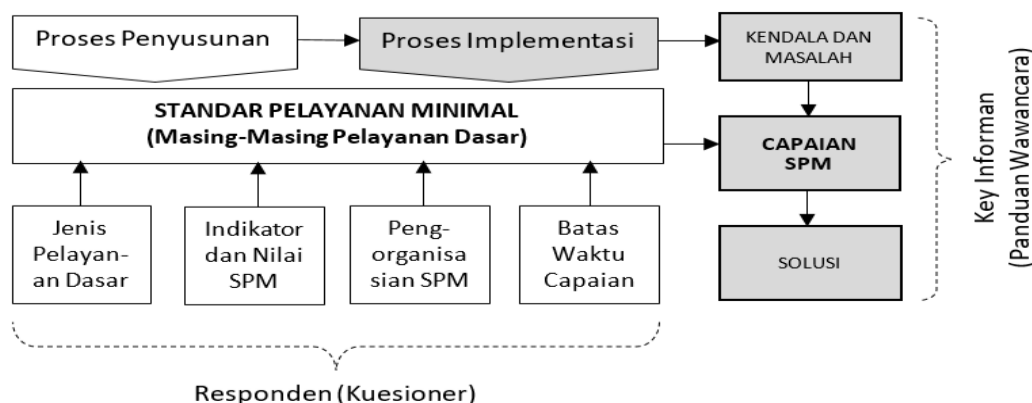 Proses Penyusunan
Proses Implementasi
KENDALA DAN
MASALAH
STANDAR PELAYANAN MINIMAL
(Masing-Masing Pelayanan Dasar)
CAPAIAN
SPM
Jenis
Pelayan-
an Dasar
Indikator
dan Nilai
SPM
Peng-
organisa
sian SPM
Batas
Waktu
Capaian
SOLUSI
Key Informan
(Panduan Wawancara)
Responden (Kuesioner)